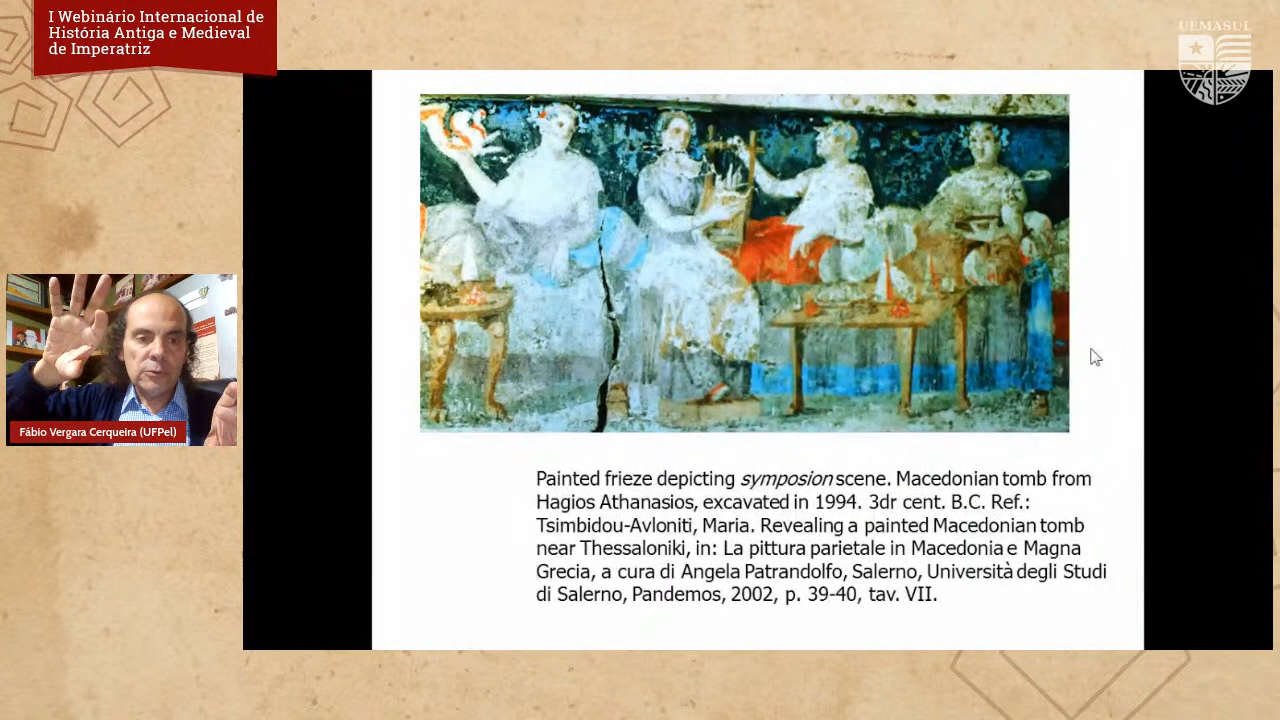 I Webinário Internacional de
História Antiga e Medieval
de Imperatriz
UEMASUL
Fábio Vergara Cerqueira (UFPel)
Painted frieze depicting symposion scene. Macedonian tomb from
Hagios Athanasios, excavated in 1994. 3dr cent. B.C. Ref.:
Tsimbidou-Avloniti, Maria. Revealing a painted Macedonian tomb
near Thessaloniki, in: La pittura parietale in Macedonia e Magna
Grecia, a cura di Angela Patrandolfo, Salerno, Università degli Studi
di Salerno, Pandemos, 2002, p. 39-40, tav. VII.